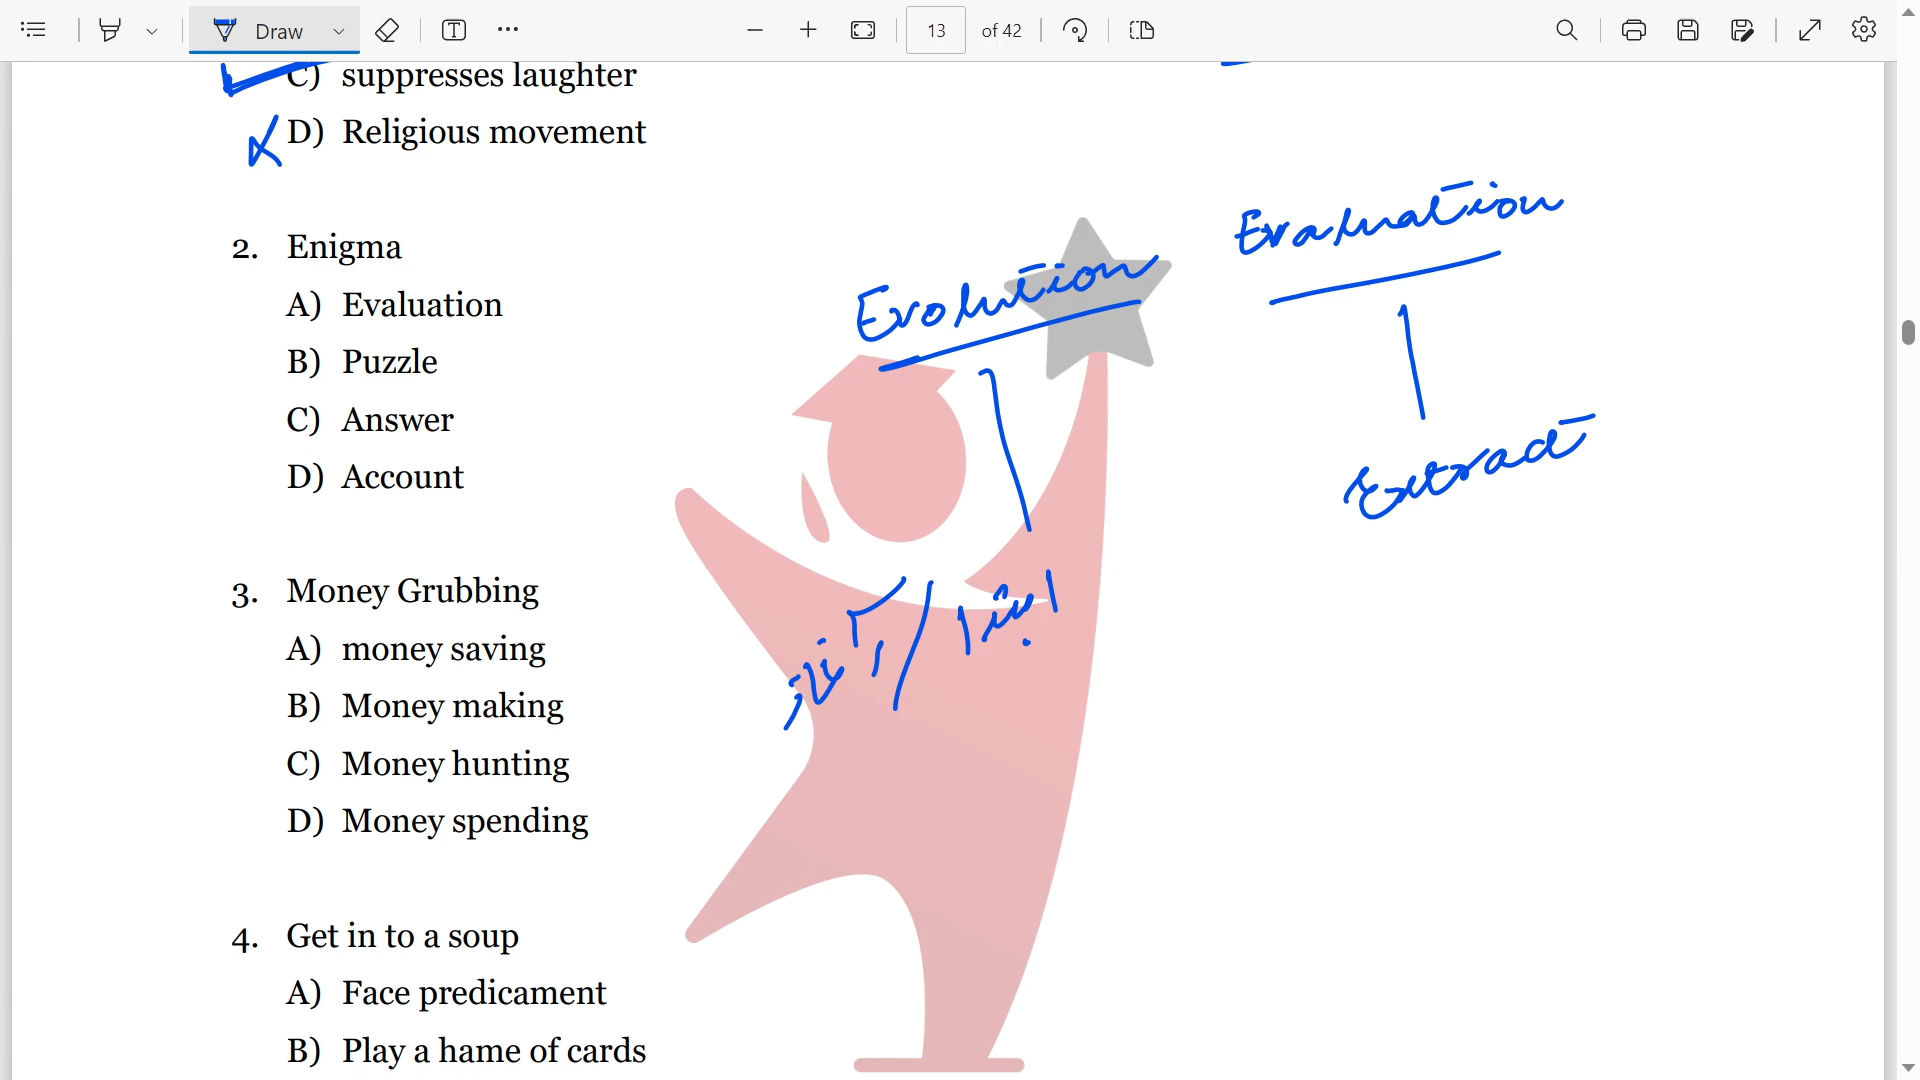 Draw
13 of 42
C) suppresses laughter
D) Religious movement
2. Enigma
A) Evaluation
B) Puzzle
C) Answer
D) Account
3. Money Grubbing
A) money saving
B) Money making
C) Money hunting
D) Money spending
4. Get in to a soup
A) Face predicament
B) Play a hame of cards
Evolution
Evaluation